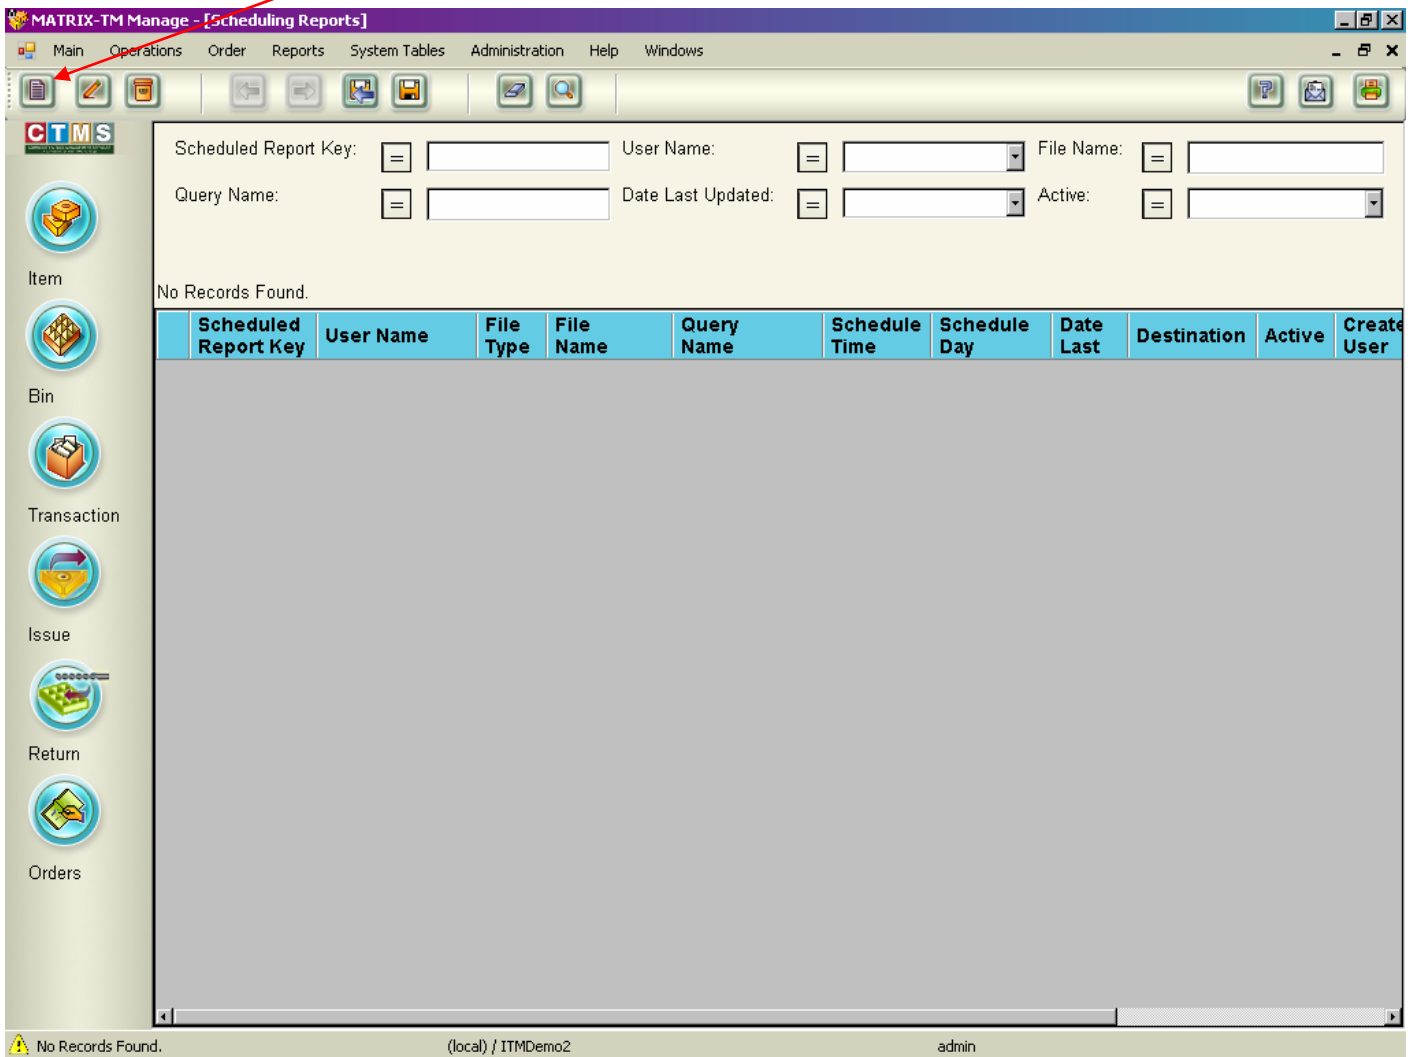 MATRIX-TM Manage - [Scheduling Reports]
Main Operations Order Reports System Tables Administration Help Windows
CTMS
Scheduled Report Key: = User Name: = File Name: =
Query Name: = Date Last Updated: = Active: =
No Records Found.
Scheduled Report Key User Name File Type File Name Query Name Schedule Time Schedule Day Date Last Destination Active Create User
Item
Bin
Transaction
Issue
Return
Orders
No Records Found. (local) / ITMDemo2 admin